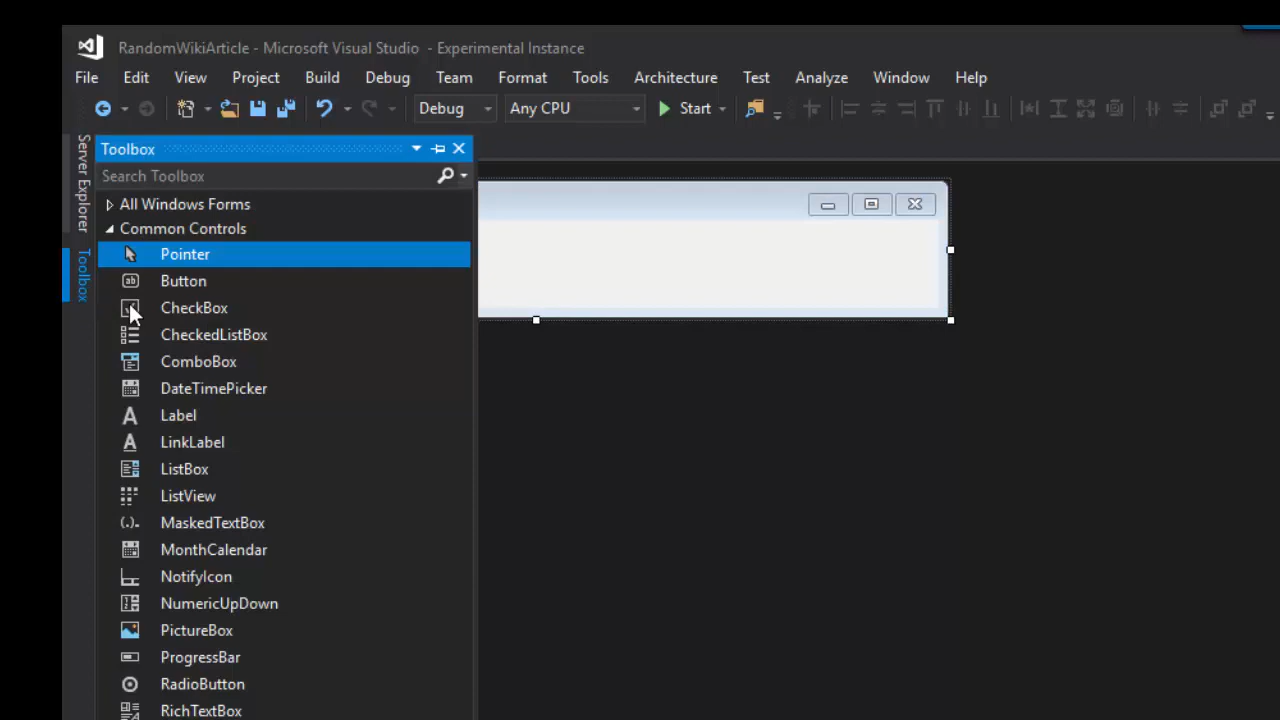 RandomWikiArticle - Microsoft Visual Studio - Experimental Instance
File Edit View Project Build Debug Team Format Tools Architecture Test Analyze Window Help
Debug Any CPU Start
Server Explorer
Toolbox
Toolbox
Search Toolbox
All Windows Forms
Common Controls
Pointer
Button
CheckBox
CheckedListBox
ComboBox
DateTimePicker
Label
LinkLabel
ListBox
ListView
MaskedTextBox
MonthCalendar
NotifyIcon
NumericUpDown
PictureBox
ProgressBar
RadioButton
RichTextBox